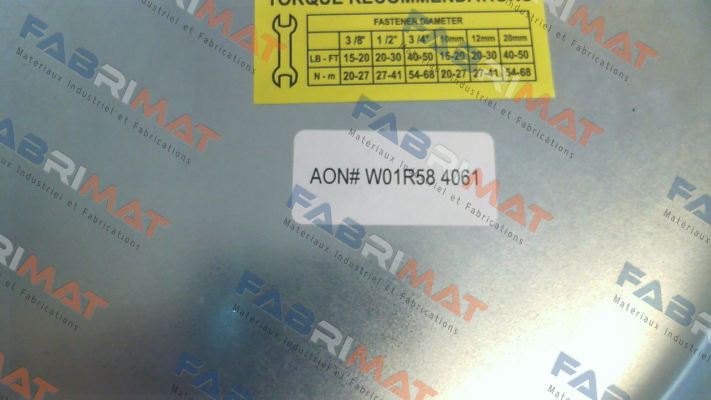 TORQUE RECOMMENDATIONS
FASTENER DIAMETER
3/8" 1/2" 3/4" 10mm 12mm 20mm
LB - FT 15-20 20-30 40-50 15-20 20-30 40-50
N - m 20-27 27-41 54-68 20-27 27-41 54-68
AON# W01R58 4061
FABRIMAT
Materiaux Industriel et Fabrications